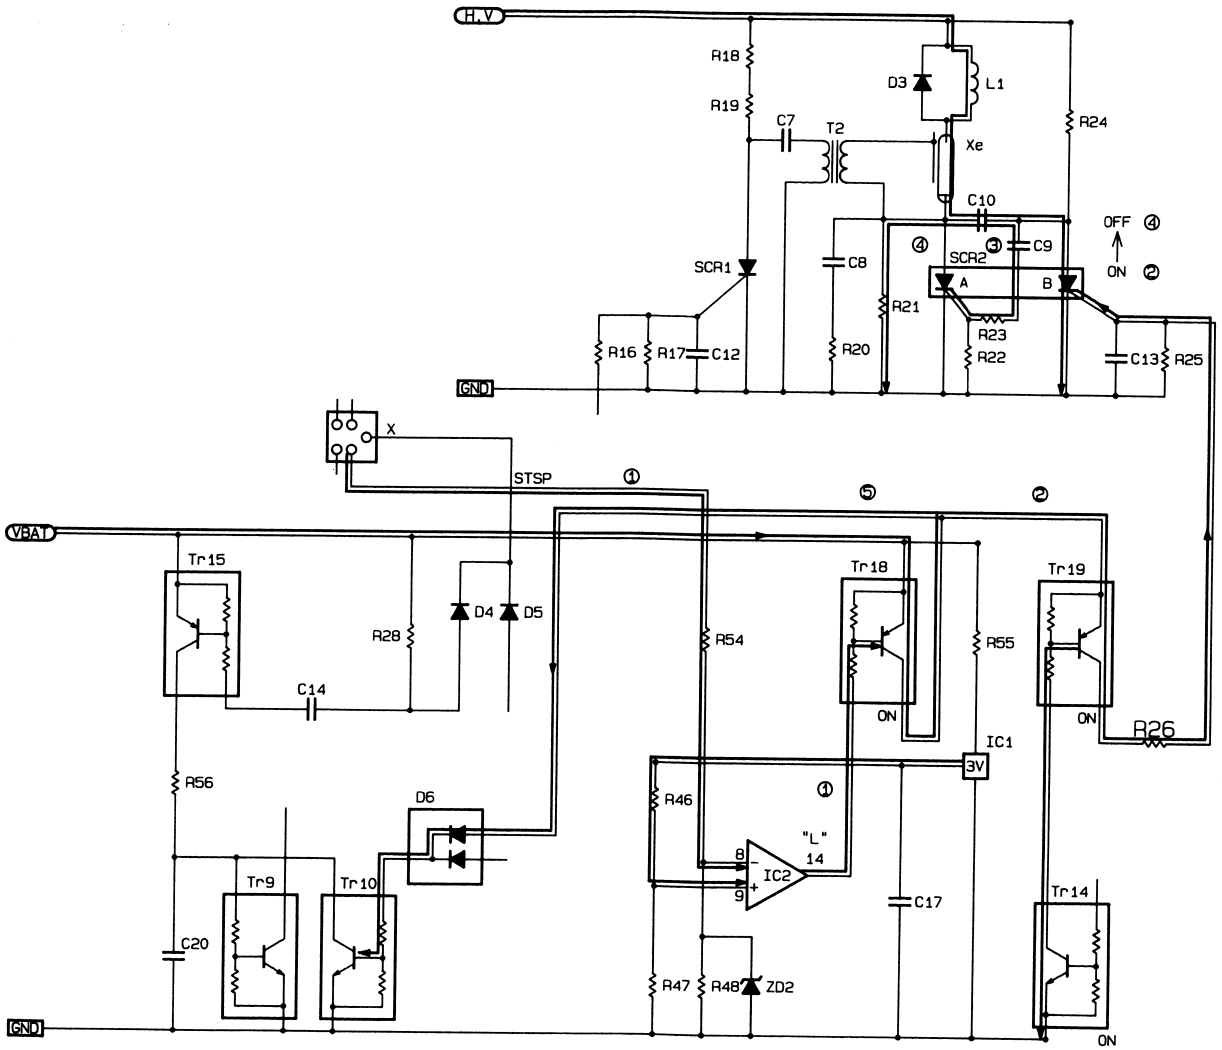 H.V
R18
D3
L1
R19
R24
C7
T2
Xe
C10
OFF ④
④
③
C9
SCR1
C8
SCR2
A
B
ON ②
R21
R23
R16
R17
C12
R20
R22
C13
R25
GND
X
STSP
①
⑤
②
VBAT
Tr15
Tr18
Tr19
D4
D5
R28
R54
R55
C14
ON
ON
R26
IC1
3V
R56
D6
R46
①
"L"
8
-
14
IC2
+
9
Tr9
Tr10
Tr14
C17
C20
R47
R48
ZD2
GND
ON